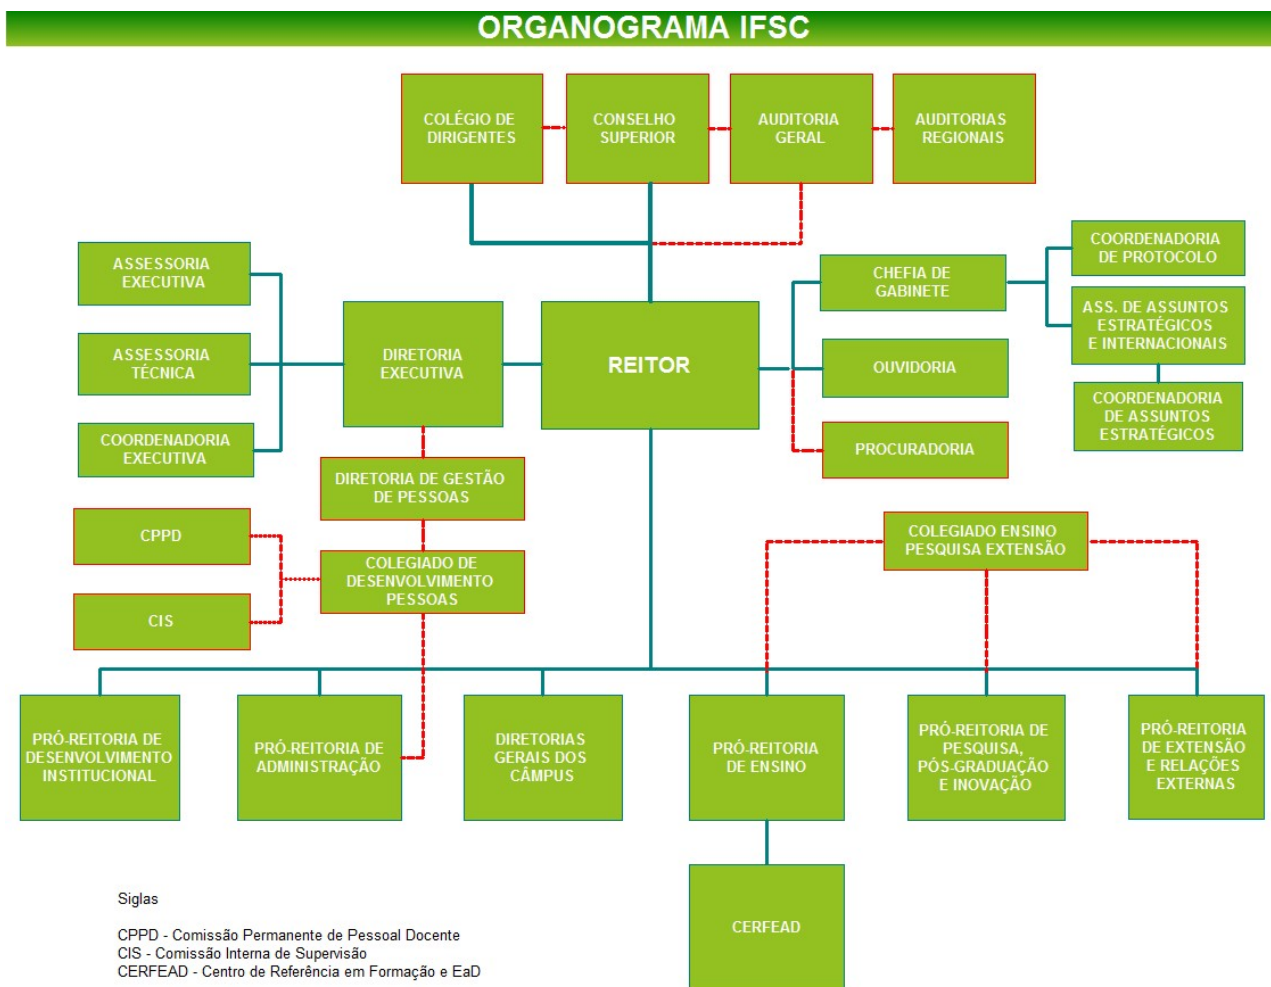 ORGANOGRAMA IFSC
COLÉGIO DE
DIRIGENTES
CONSELHO
SUPERIOR
AUDITORIA
GERAL
AUDITORIAS
REGIONAIS
ASSESSORIA
EXECUTIVA
ASSESSORIA
TÉCNICA
COORDENADORIA
EXECUTIVA
DIRETORIA
EXECUTIVA
REITOR
CHEFIA DE
GABINETE
OUVIDORIA
PROCURADORIA
COORDENADORIA
DE PROTOCOLO
ASS. DE ASSUNTOS
ESTRATÉGICOS
E INTERNACIONAIS
COORDENADORIA
DE ASSUNTOS
ESTRATÉGICOS
DIRETORIA DE GESTÃO
DE PESSOAS
CPPD
CIS
COLEGIADO DE
DESENVOLVIMENTO
PESSOAS
COLEGIADO ENSINO
PESQUISA EXTENSÃO
PRÓ-REITORIA DE
DESENVOLVIMENTO
INSTITUCIONAL
PRÓ-REITORIA DE
ADMINISTRAÇÃO
DIRETORIAS
GERAIS DOS
CÂMPUS
PRÓ-REITORIA
DE ENSINO
PRÓ-REITORIA DE
PESQUISA,
PÓS-GRADUAÇÃO
E INOVAÇÃO
PRÓ-REITORIA
DE EXTENSÃO
E RELAÇÕES
EXTERNAS
CERFEAD
Siglas
CPPD - Comissão Permanente de Pessoal Docente
CIS - Comissão Interna de Supervisão
CERFEAD - Centro de Referência em Formação e EaD